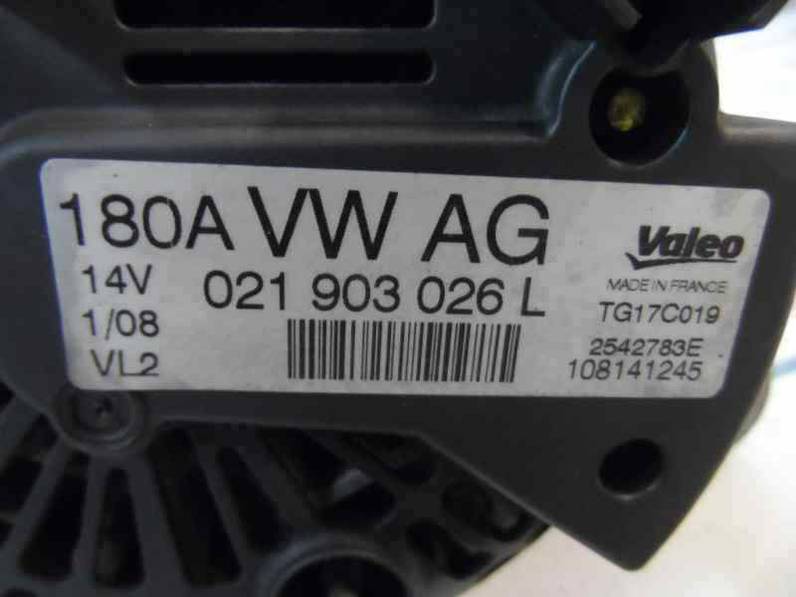 180A VW AG
Valeo
14V
021 903 026 L
MADE IN FRANCE
1/08
TG17C019
VL2
2542783E
108141245